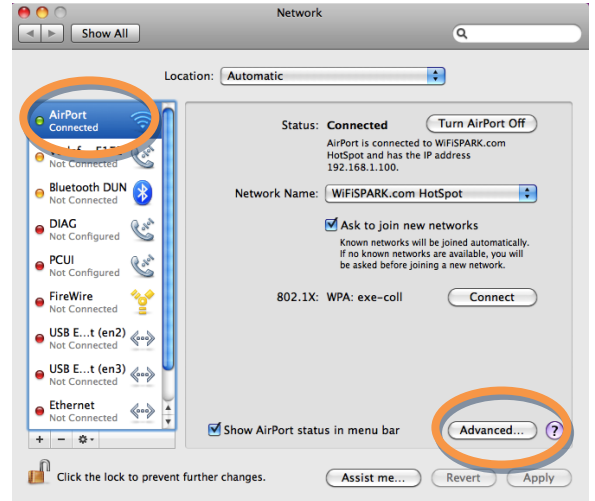 Network
Show All
Location: Automatic
AirPort
Connected
Not Connected
Bluetooth DUN
Not Connected
DIAG
Not Configured
PCUI
Not Configured
FireWire
Not Connected
USB E...t (en2)
Not Connected
USB E...t (en3)
Not Connected
Ethernet
Not Connected
Status: Connected
Turn AirPort Off
AirPort is connected to WiFiSPARK.com
HotSpot and has the IP address
192.168.1.100.
Network Name: WiFiSPARK.com HotSpot
Ask to join new networks
Known networks will be joined automatically.
If no known networks are available, you will
be asked before joining a new network.
802.1X: WPA: exe-coll
Connect
Show AirPort status in menu bar
Advanced...
?
+ −
Click the lock to prevent further changes.
Assist me...
Revert
Apply